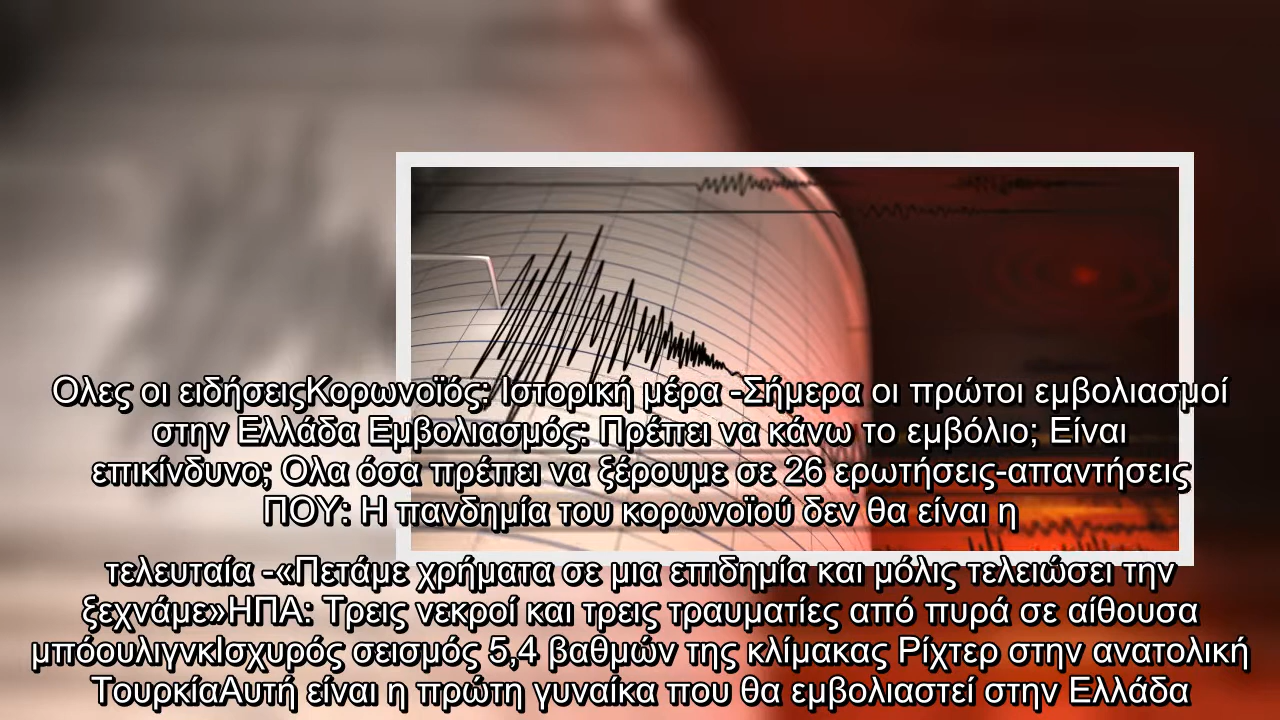 Ολες οι ειδήσειςΚορωνοϊός: Ιστορική μέρα -Σήμερα οι πρώτοι εμβολιασμοί
στην Ελλάδα Εμβολιασμός: Πρέπει να κάνω το εμβόλιο; Είναι
επικίνδυνο; Ολα όσα πρέπει να ξέρουμε σε 26 ερωτήσεις-απαντήσεις
ΠΟΥ: Η πανδημία του κορωνοϊού δεν θα είναι η
τελευταία -«Πετάμε χρήματα σε μια επιδημία και μόλις τελειώσει την
ξεχνάμε»ΗΠΑ: Τρεις νεκροί και τρεις τραυματίες από πυρά σε αίθουσα
μπόουλιγνκΙσχυρός σεισμός 5,4 βαθμών της κλίμακας Ρίχτερ στην ανατολική
ΤουρκίαΑυτή είναι η πρώτη γυναίκα που θα εμβολιαστεί στην Ελλάδα